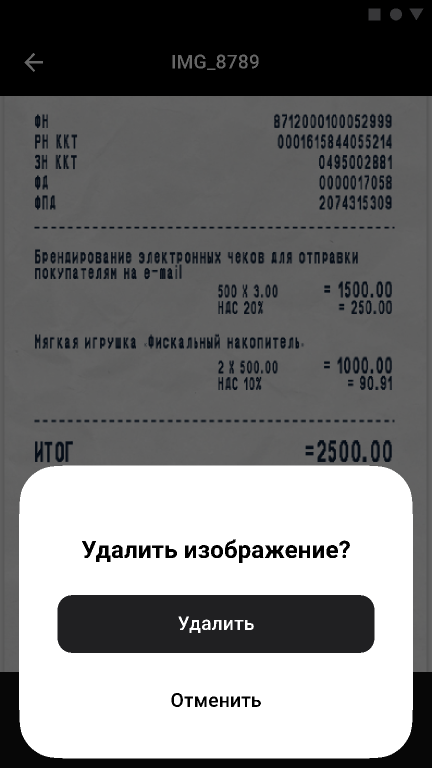 IMG_8789
ФН 8712000100052999
РН ККТ 0001615844055214
ЗН ККТ 0495002881
ФД 0000017058
ФПД 2074315309
Брендирование электронных чеков для отправки
покупателям на e-mail
500 X 3.00 = 1500.00
НДС 20% = 250.00
Мягкая игрушка «Фискальный накопитель»
2 X 500.00 = 1000.00
НДС 10% = 90.91
ИТОГ =2500.00
Удалить изображение?
Удалить
Отменить